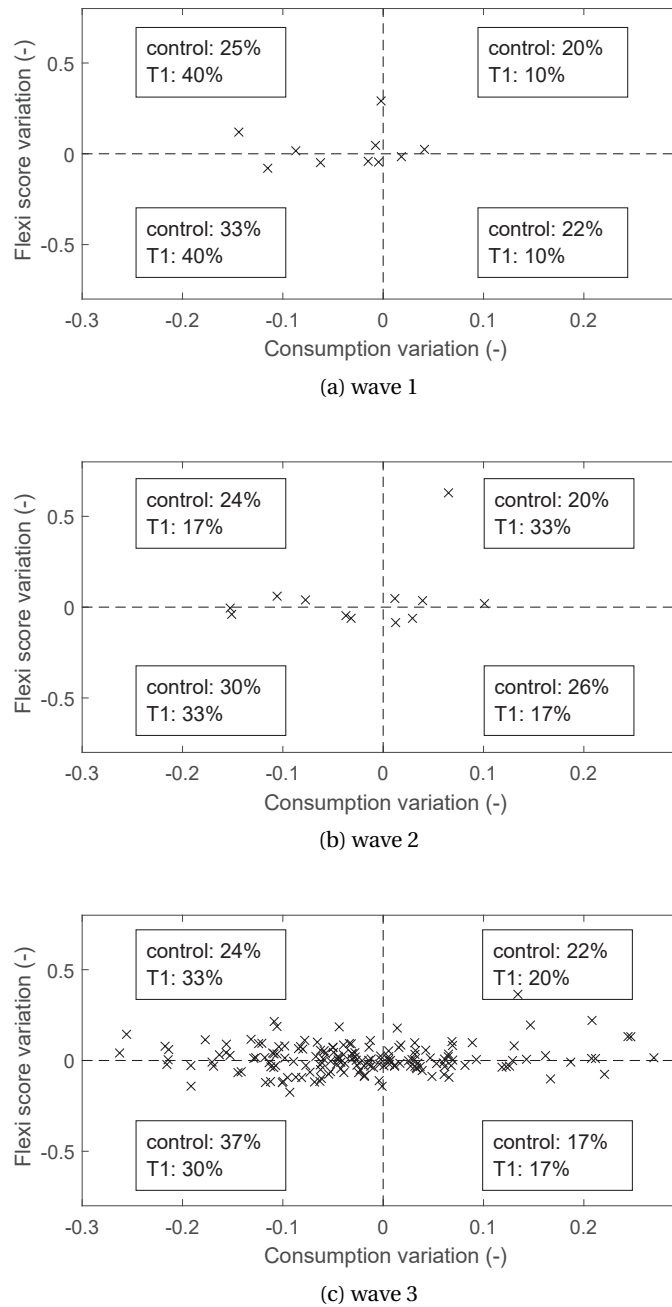 control: 25%
T1: 40%
control: 20%
T1: 10%
control: 33%
T1: 40%
control: 22%
T1: 10%
0.5
0
-0.5
Flexi score variation (-)
-0.3
-0.2
-0.1
0
0.1
0.2
Consumption variation (-)
(a) wave 1
control: 24%
T1: 17%
control: 20%
T1: 33%
control: 30%
T1: 33%
control: 26%
T1: 17%
0.5
0
-0.5
Flexi score variation (-)
-0.3
-0.2
-0.1
0
0.1
0.2
Consumption variation (-)
(b) wave 2
control: 24%
T1: 33%
control: 22%
T1: 20%
control: 37%
T1: 30%
control: 17%
T1: 17%
0.5
0
-0.5
Flexi score variation (-)
-0.3
-0.2
-0.1
0
0.1
0.2
Consumption variation (-)
(c) wave 3